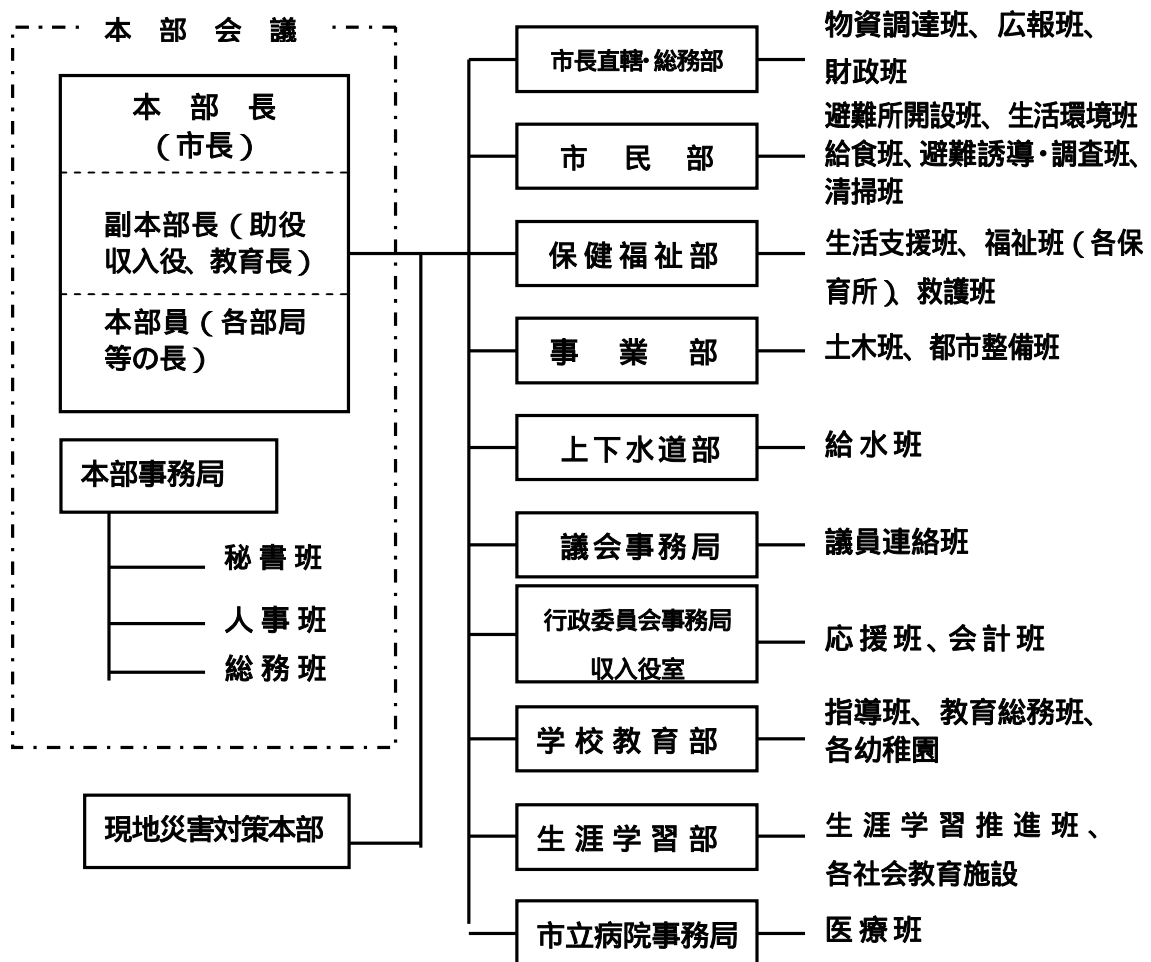 本部会議
本部長
（市長）
副本部長（助役
収入役、教育長）
本部員（各部局
等の長）
本部事務局
秘書班
人事班
総務班
現地災害対策本部
市長直轄・総務部
物資調達班、広報班、
財政班
市民部
避難所開設班、生活環境班
給食班、避難誘導・調査班、
清掃班
保健福祉部
生活支援班、福祉班（各保
育所）、救護班
事業部
土木班、都市整備班
上下水道部
給水班
議会事務局
議員連絡班
行政委員会事務局
収入役室
応援班、会計班
学校教育部
指導班、教育総務班、
各幼稚園
生涯学習部
生涯学習推進班、
各社会教育施設
市立病院事務局
医療班